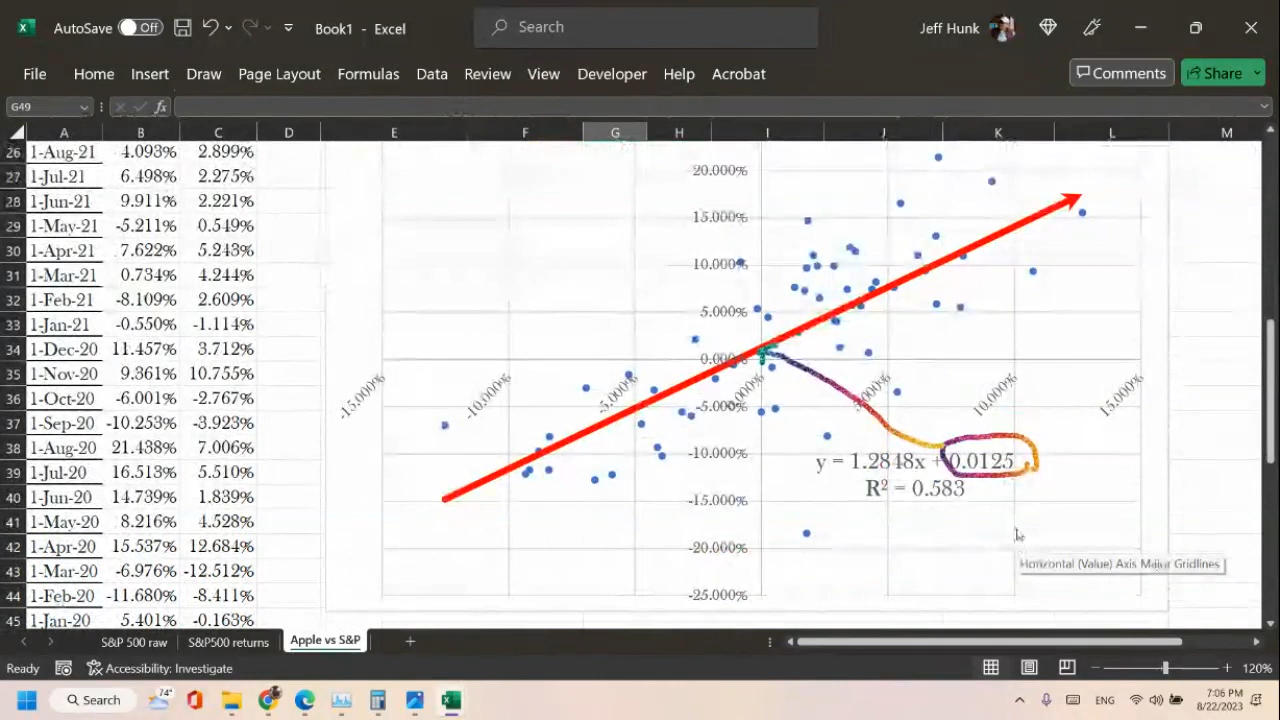 AutoSave Off Book1 - Excel Search Jeff Hunk
File Home Insert Draw Page Layout Formulas Data Review View Developer Help Acrobat Comments Share
G49 fx
A B C D E F G H I J K L M
26 1-Aug-21 4.093% 2.899%
27 1-Jul-21 6.498% 2.275%
28 1-Jun-21 9.911% 2.221%
29 1-May-21 -5.211% 0.549%
30 1-Apr-21 7.622% 5.243%
31 1-Mar-21 0.734% 4.244%
32 1-Feb-21 -8.109% 2.609%
33 1-Jan-21 -0.550% -1.114%
34 1-Dec-20 11.457% 3.712%
35 1-Nov-20 9.361% 10.755%
36 1-Oct-20 -6.001% -2.767%
37 1-Sep-20 -10.253% -3.923%
38 1-Aug-20 21.438% 7.006%
39 1-Jul-20 16.513% 5.510%
40 1-Jun-20 14.739% 1.839%
41 1-May-20 8.216% 4.528%
42 1-Apr-20 15.537% 12.684%
43 1-Mar-20 -6.976% -12.512%
44 1-Feb-20 -11.680% -8.411%
45 1-Jan-20 5.401% -0.163%
20.000%
15.000%
10.000%
5.000%
0.000%
-5.000%
-10.000%
-15.000%
-20.000%
-25.000%
-15.000% -10.000% -5.000% 0.000% 5.000% 10.000% 15.000%
y = 1.2848x + 0.0125
R² = 0.583
Horizontal (Value) Axis Major Gridlines
S&P 500 raw S&P500 returns Apple vs S&P
Ready Accessibility: Investigate 120%
74° Search ENG 7:06 PM
8/22/2023